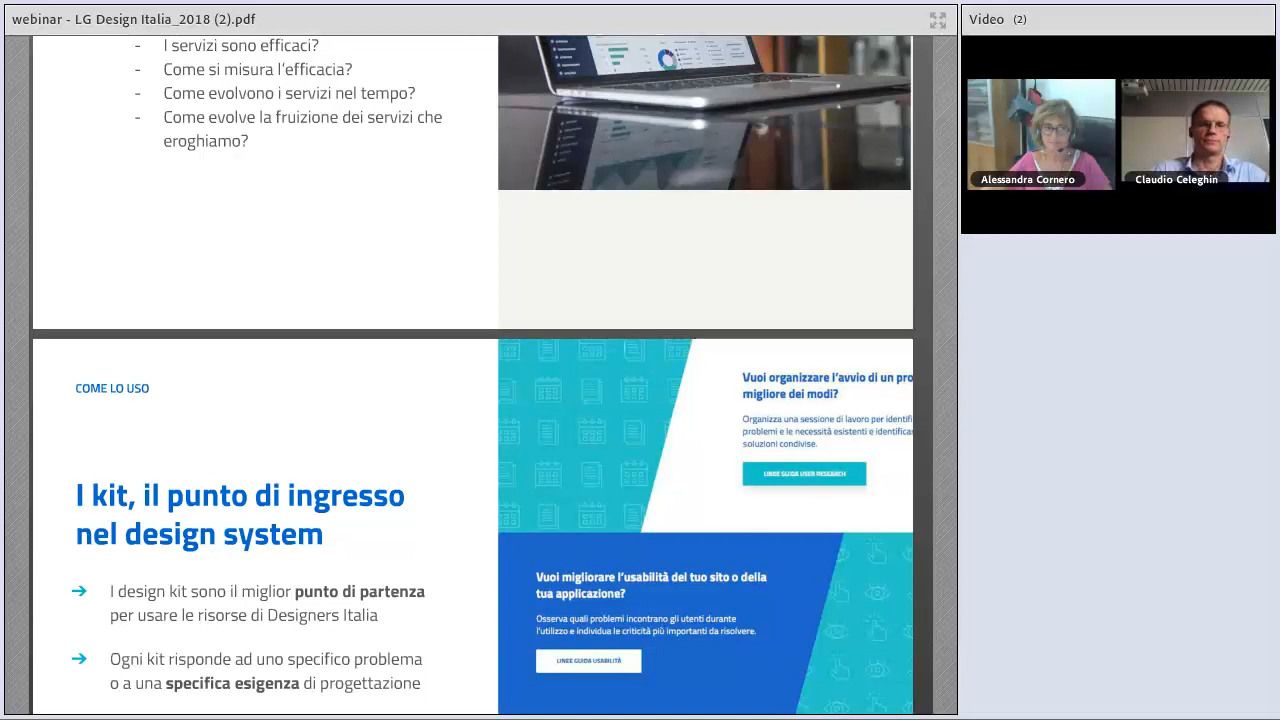 webinar - LG Design Italia_2018 (2).pdf
Video (2)
- I servizi sono efficaci?
- Come si misura l'efficacia?
- Come evolvono i servizi nel tempo?
- Come evolve la fruizione dei servizi che
eroghiamo?
Alessandra Cornero
Claudio Celeghin
COME LO USO
I kit, il punto di ingresso
nel design system
➔ I design kit sono il miglior punto di partenza
per usare le risorse di Designers Italia
➔ Ogni kit risponde ad uno specifico problema
o a una specifica esigenza di progettazione
Vuoi organizzare l'avvio di un pro
migliore dei modi?
Organizza una sessione di lavoro per identifi
problemi e le necessità esistenti e identificar
soluzioni condivise.
LINEE GUIDA USER RESEARCH
Vuoi migliorare l'usabilità del tuo sito o della
tua applicazione?
Osserva quali problemi incontrano gli utenti durante
l'utilizzo e individua le criticità più importanti da risolvere.
LINEE GUIDA USABILITÀ